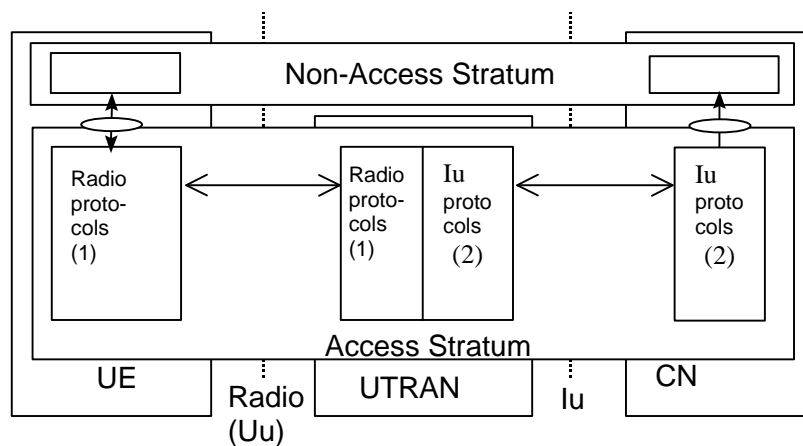 Non-Access Stratum
Radio
proto-
cols
(1)
Radio
proto-
cols
(1)
Iu
proto
cols
(2)
Iu
proto
cols
(2)
Access Stratum
UE
Radio
(Uu)
UTRAN
Iu
CN